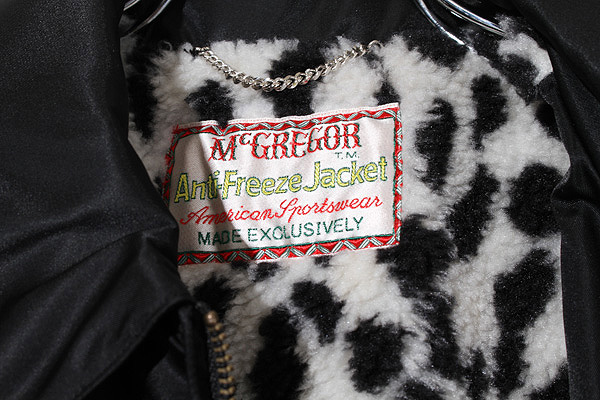 McGREGOR
T.M.
Anti-Freeze Jacket
American Sportswear
MADE EXCLUSIVELY